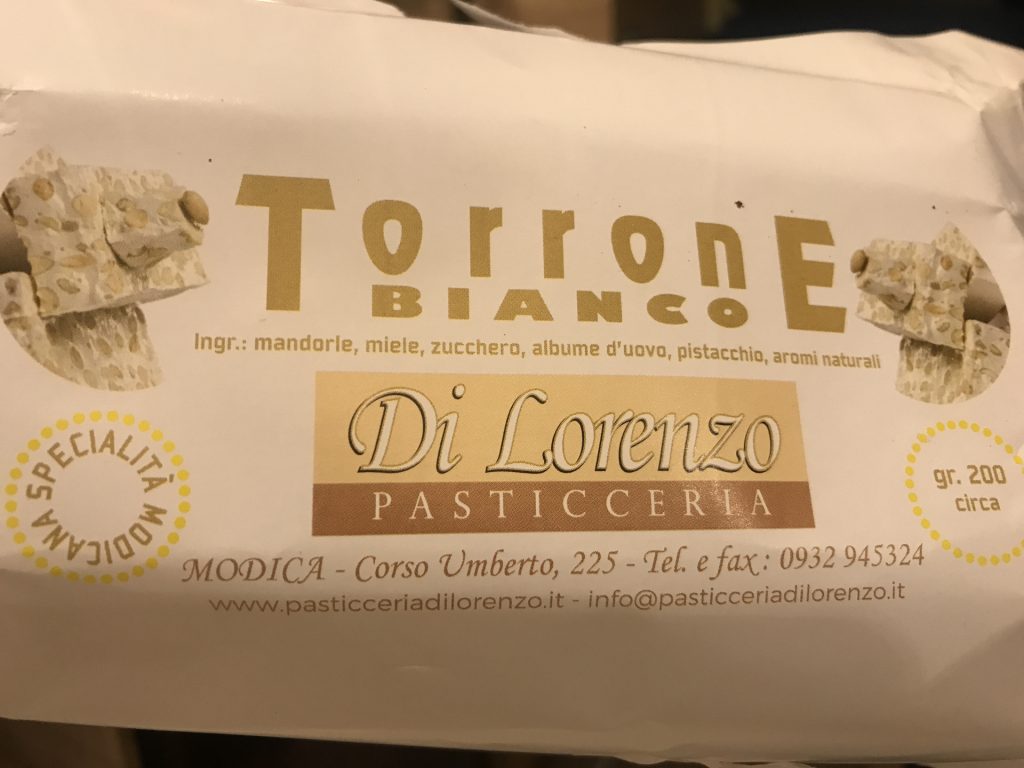 TorronE
BIANCO
Ingr.: mandorle, miele, zucchero, albume d'uovo, pistacchio, aromi naturali
Di Lorenzo
PASTICCERIA
SPECIALITÀ MODICANA
gr. 200
circa
MODICA - Corso Umberto, 225 - Tel. e fax : 0932 945324
www.pasticceriadilorenzo.it - info@pasticceriadilorenzo.it